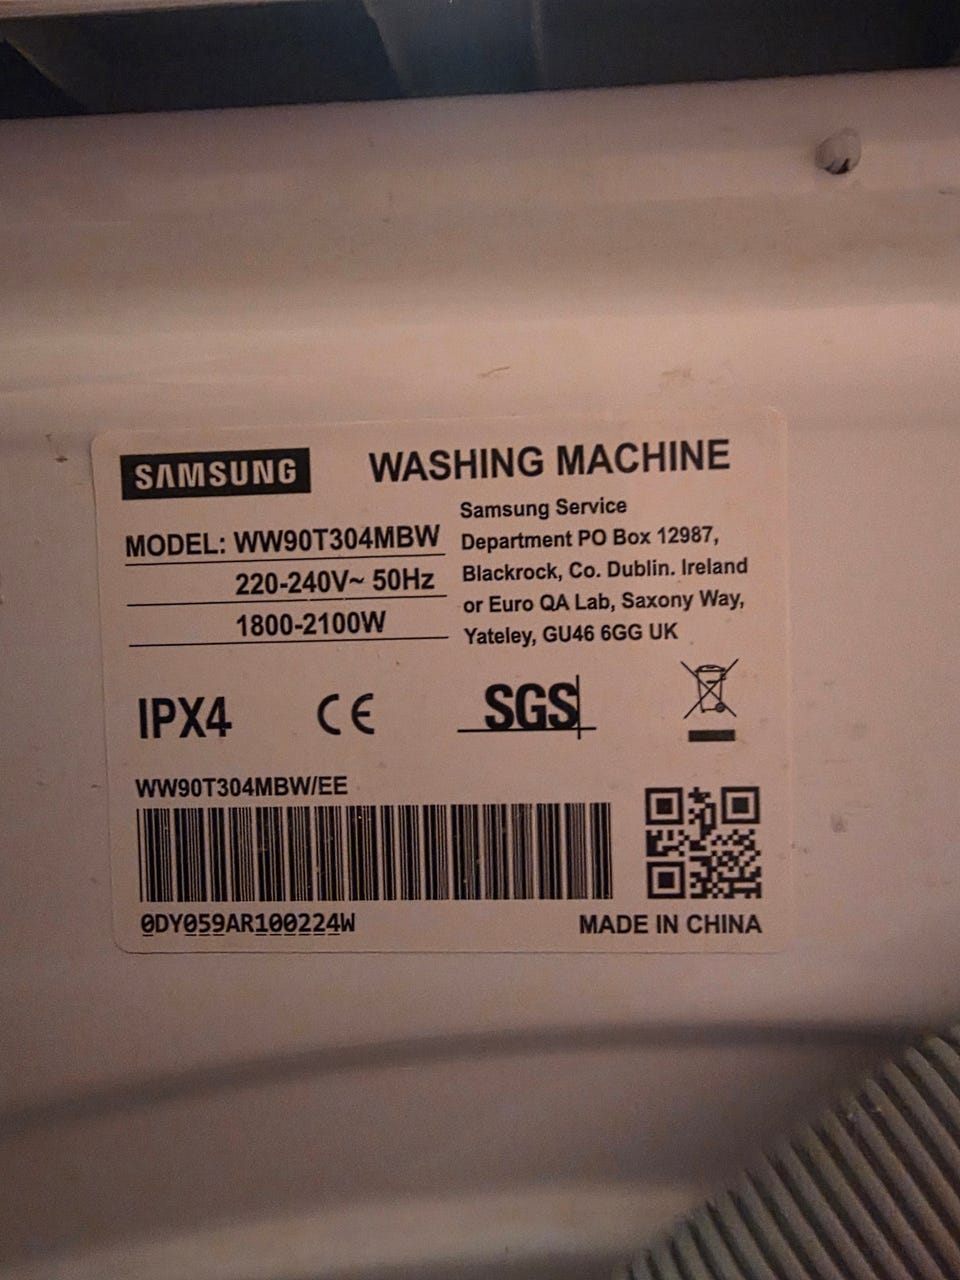 SAMSUNG
WASHING MACHINE
MODEL: WW90T304MBW
220-240V~ 50Hz
1800-2100W
Samsung Service
Department PO Box 12987,
Blackrock, Co. Dublin. Ireland
or Euro QA Lab, Saxony Way,
Yateley, GU46 6GG UK
IPX4
CE
SGS
WW90T304MBW/EE
0DY059AR100224W
MADE IN CHINA